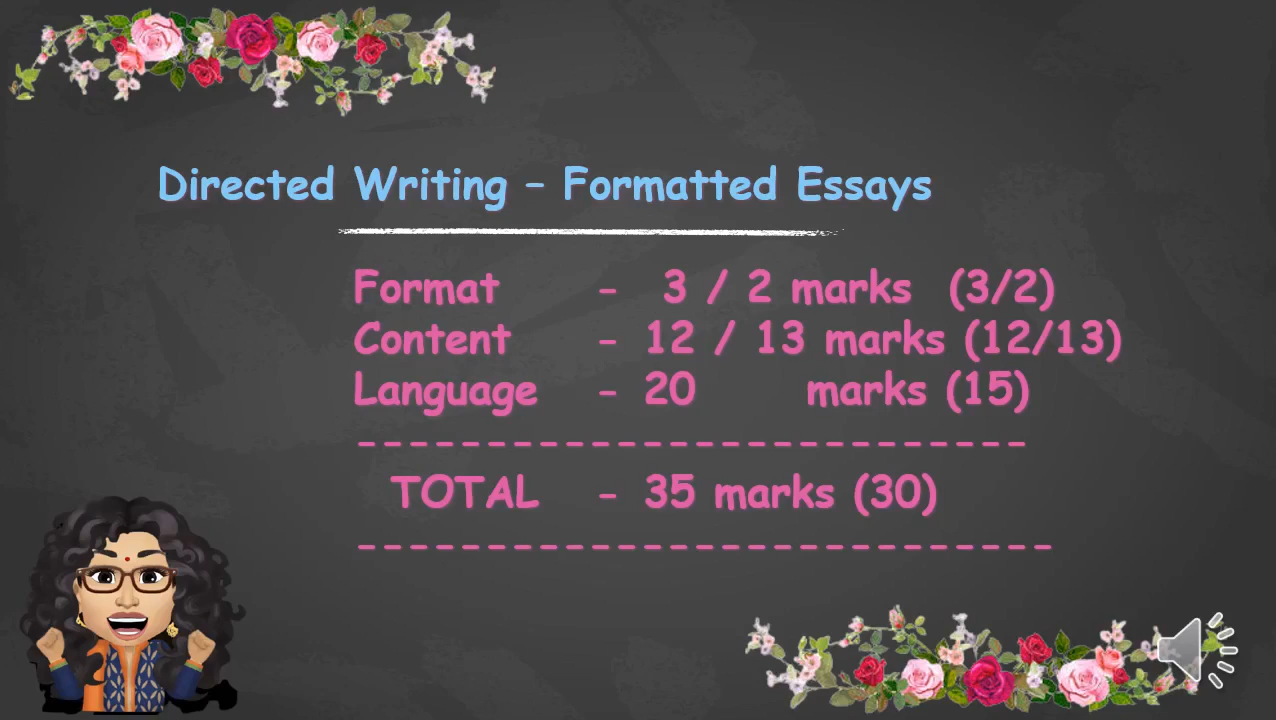 Directed Writing – Formatted Essays
Format - 3 / 2 marks (3/2)
Content - 12 / 13 marks (12/13)
Language - 20 marks (15)
---------------------------
TOTAL - 35 marks (30)
----------------------------